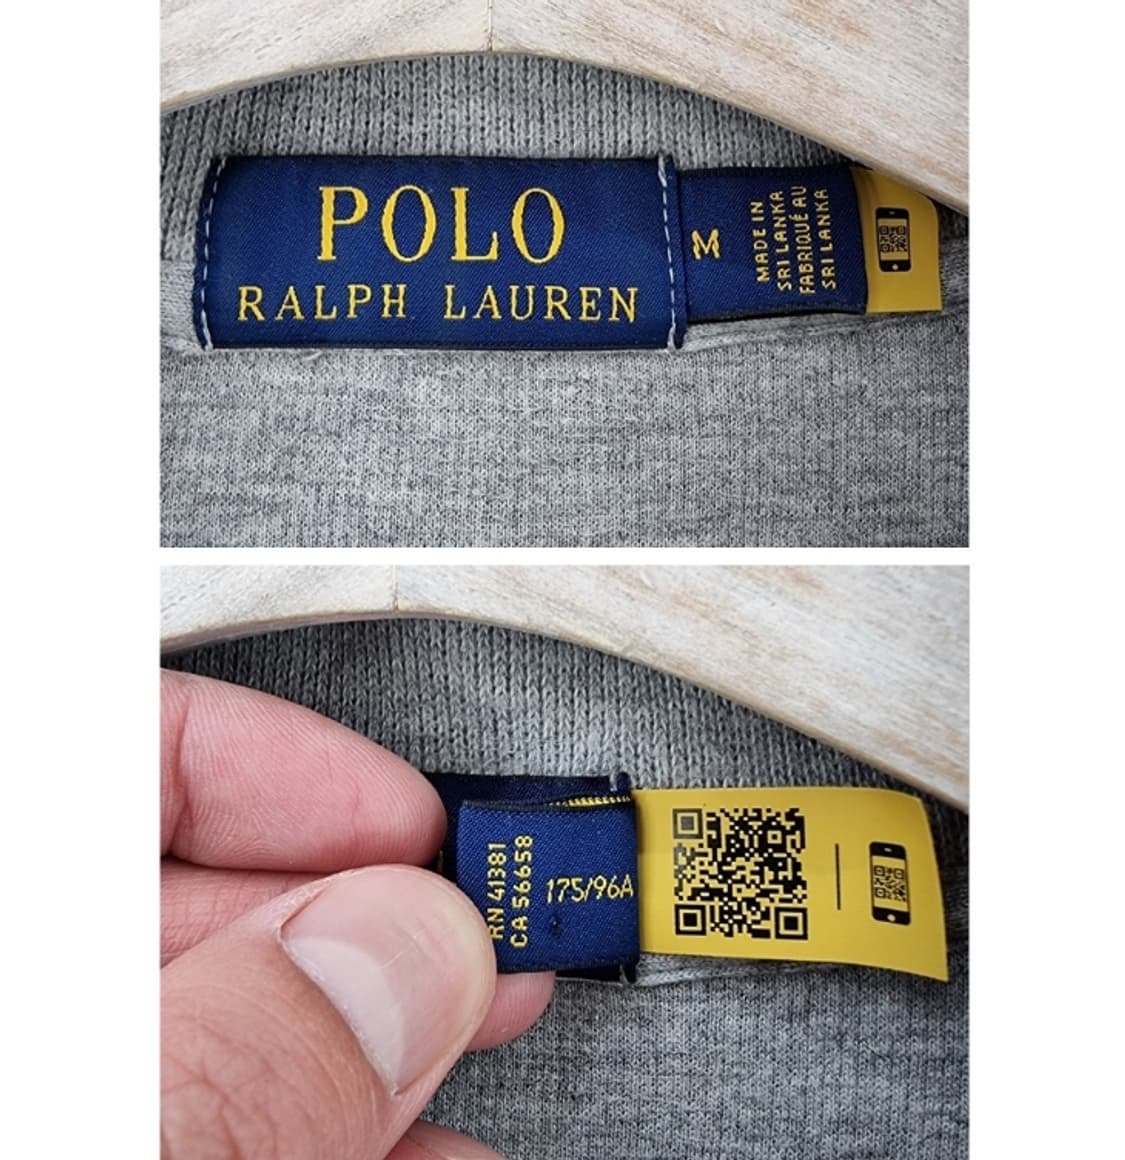 POLO
RALPH LAUREN
M
MADE IN
SRI LANKA
FABRIQUÉ AU
SRI LANKA
RN 41381
CA 56658
175/96A